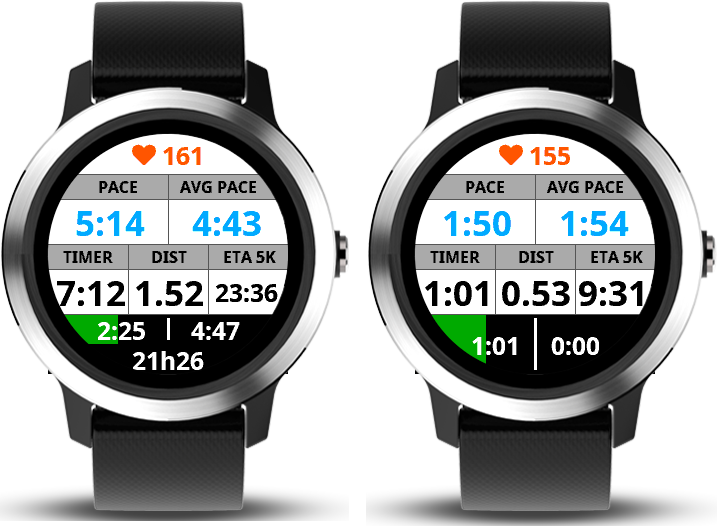 161
PACE AVG PACE
5:14 4:43
TIMER DIST ETA 5K
7:12 1.52 23:36
2:25 4:47
21h26
155
PACE AVG PACE
1:50 1:54
TIMER DIST ETA 5K
1:01 0.53 9:31
1:01 0:00